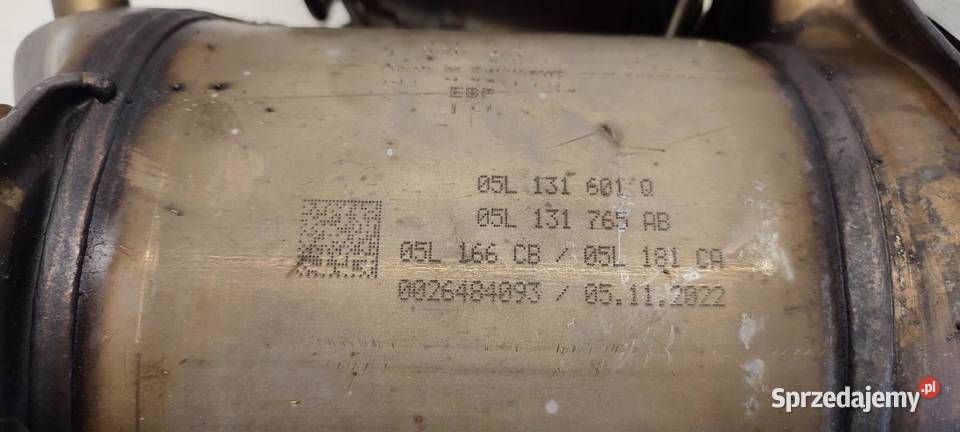 EBP
05L 131 601 Q
05L 131 765 AB
05L 166 CB / 05L 181 CA
0026484093 / 05.11.2022
Sprzedajemy.pl